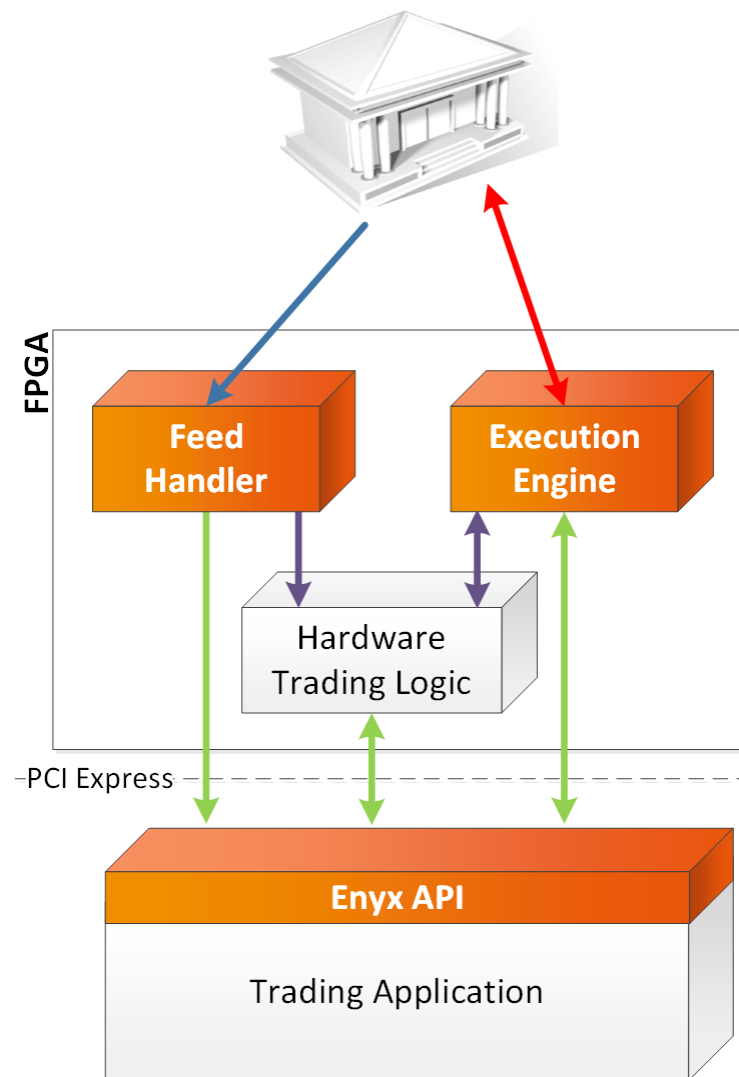 FPGA
Feed
Handler
Execution
Engine
Hardware
Trading Logic
PCI Express
Enyx API
Trading Application